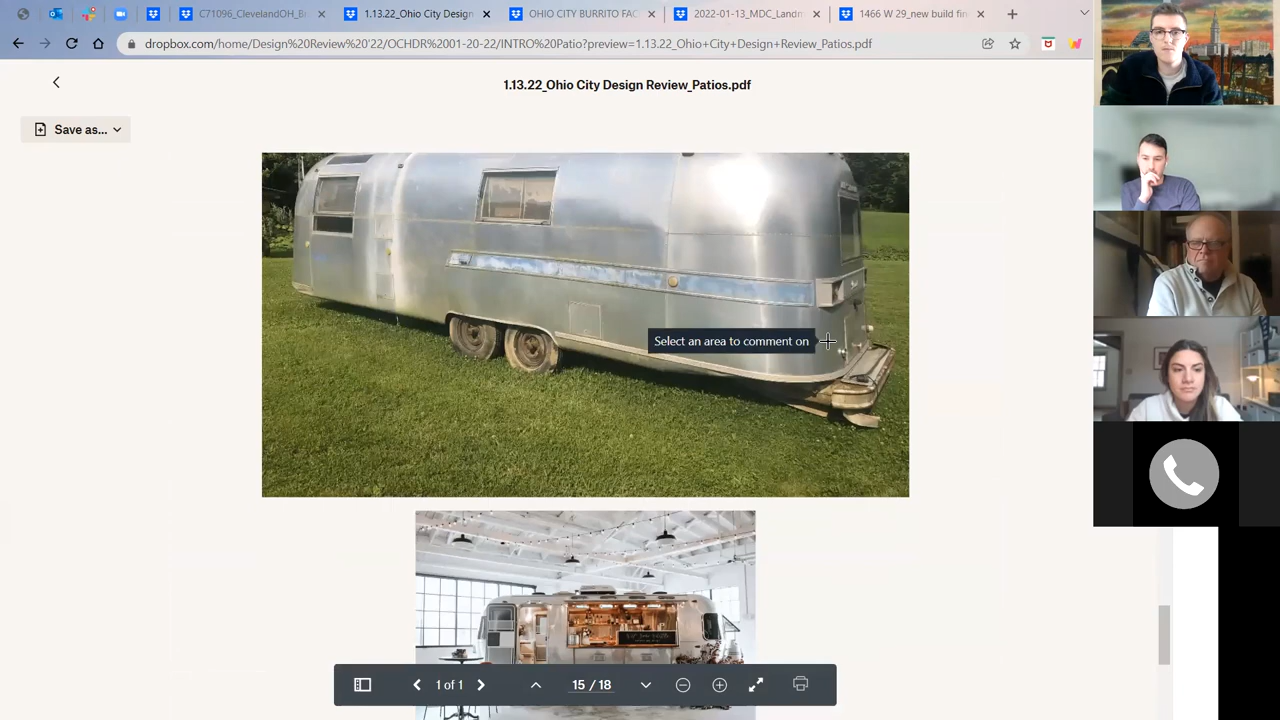 C71096_ClevelandOH_B
1.13.22_Ohio City Design
OHIO CITY BURRITO FAC
2022-01-13_MDC_Landm
1466 W 29_new build fin
dropbox.com/home/Design%20Review%20'22/OCHDR%2001-20-22/INTRO%20Patio?preview=1.13.22_Ohio+City+Design+Review_Patios.pdf
1.13.22_Ohio City Design Review_Patios.pdf
Save as...
Select an area to comment on
1 of 1
15 / 18